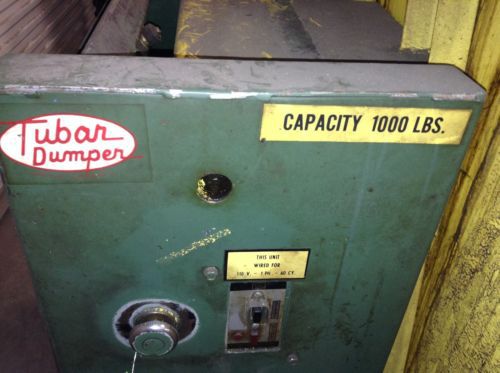 Tubar
Dumper
CAPACITY 1000 LBS.
THIS UNIT
WIRED FOR
110 V. - 1 PH. - 60 CY.